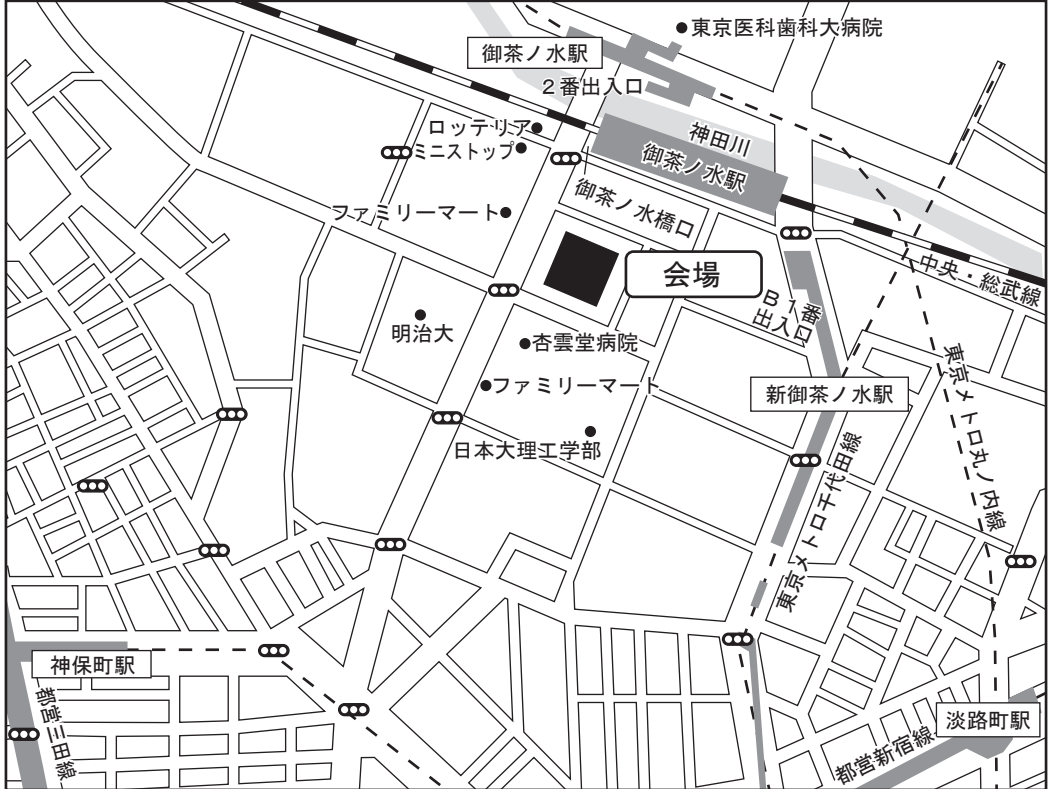 東京医科歯科大病院
御茶ノ水駅
2番出入口
ロッテリア
ミニストップ
神田川
御茶ノ水駅
御茶ノ水橋口
ファミリーマート
会場
中央・総武線
B1番
出入口
明治大
杏雲堂病院
ファミリーマート
新御茶ノ水駅
東京メトロ丸ノ内線
日本大理工学部
東京メトロ千代田線
神保町駅
都営三田線
淡路町駅
都営新宿線